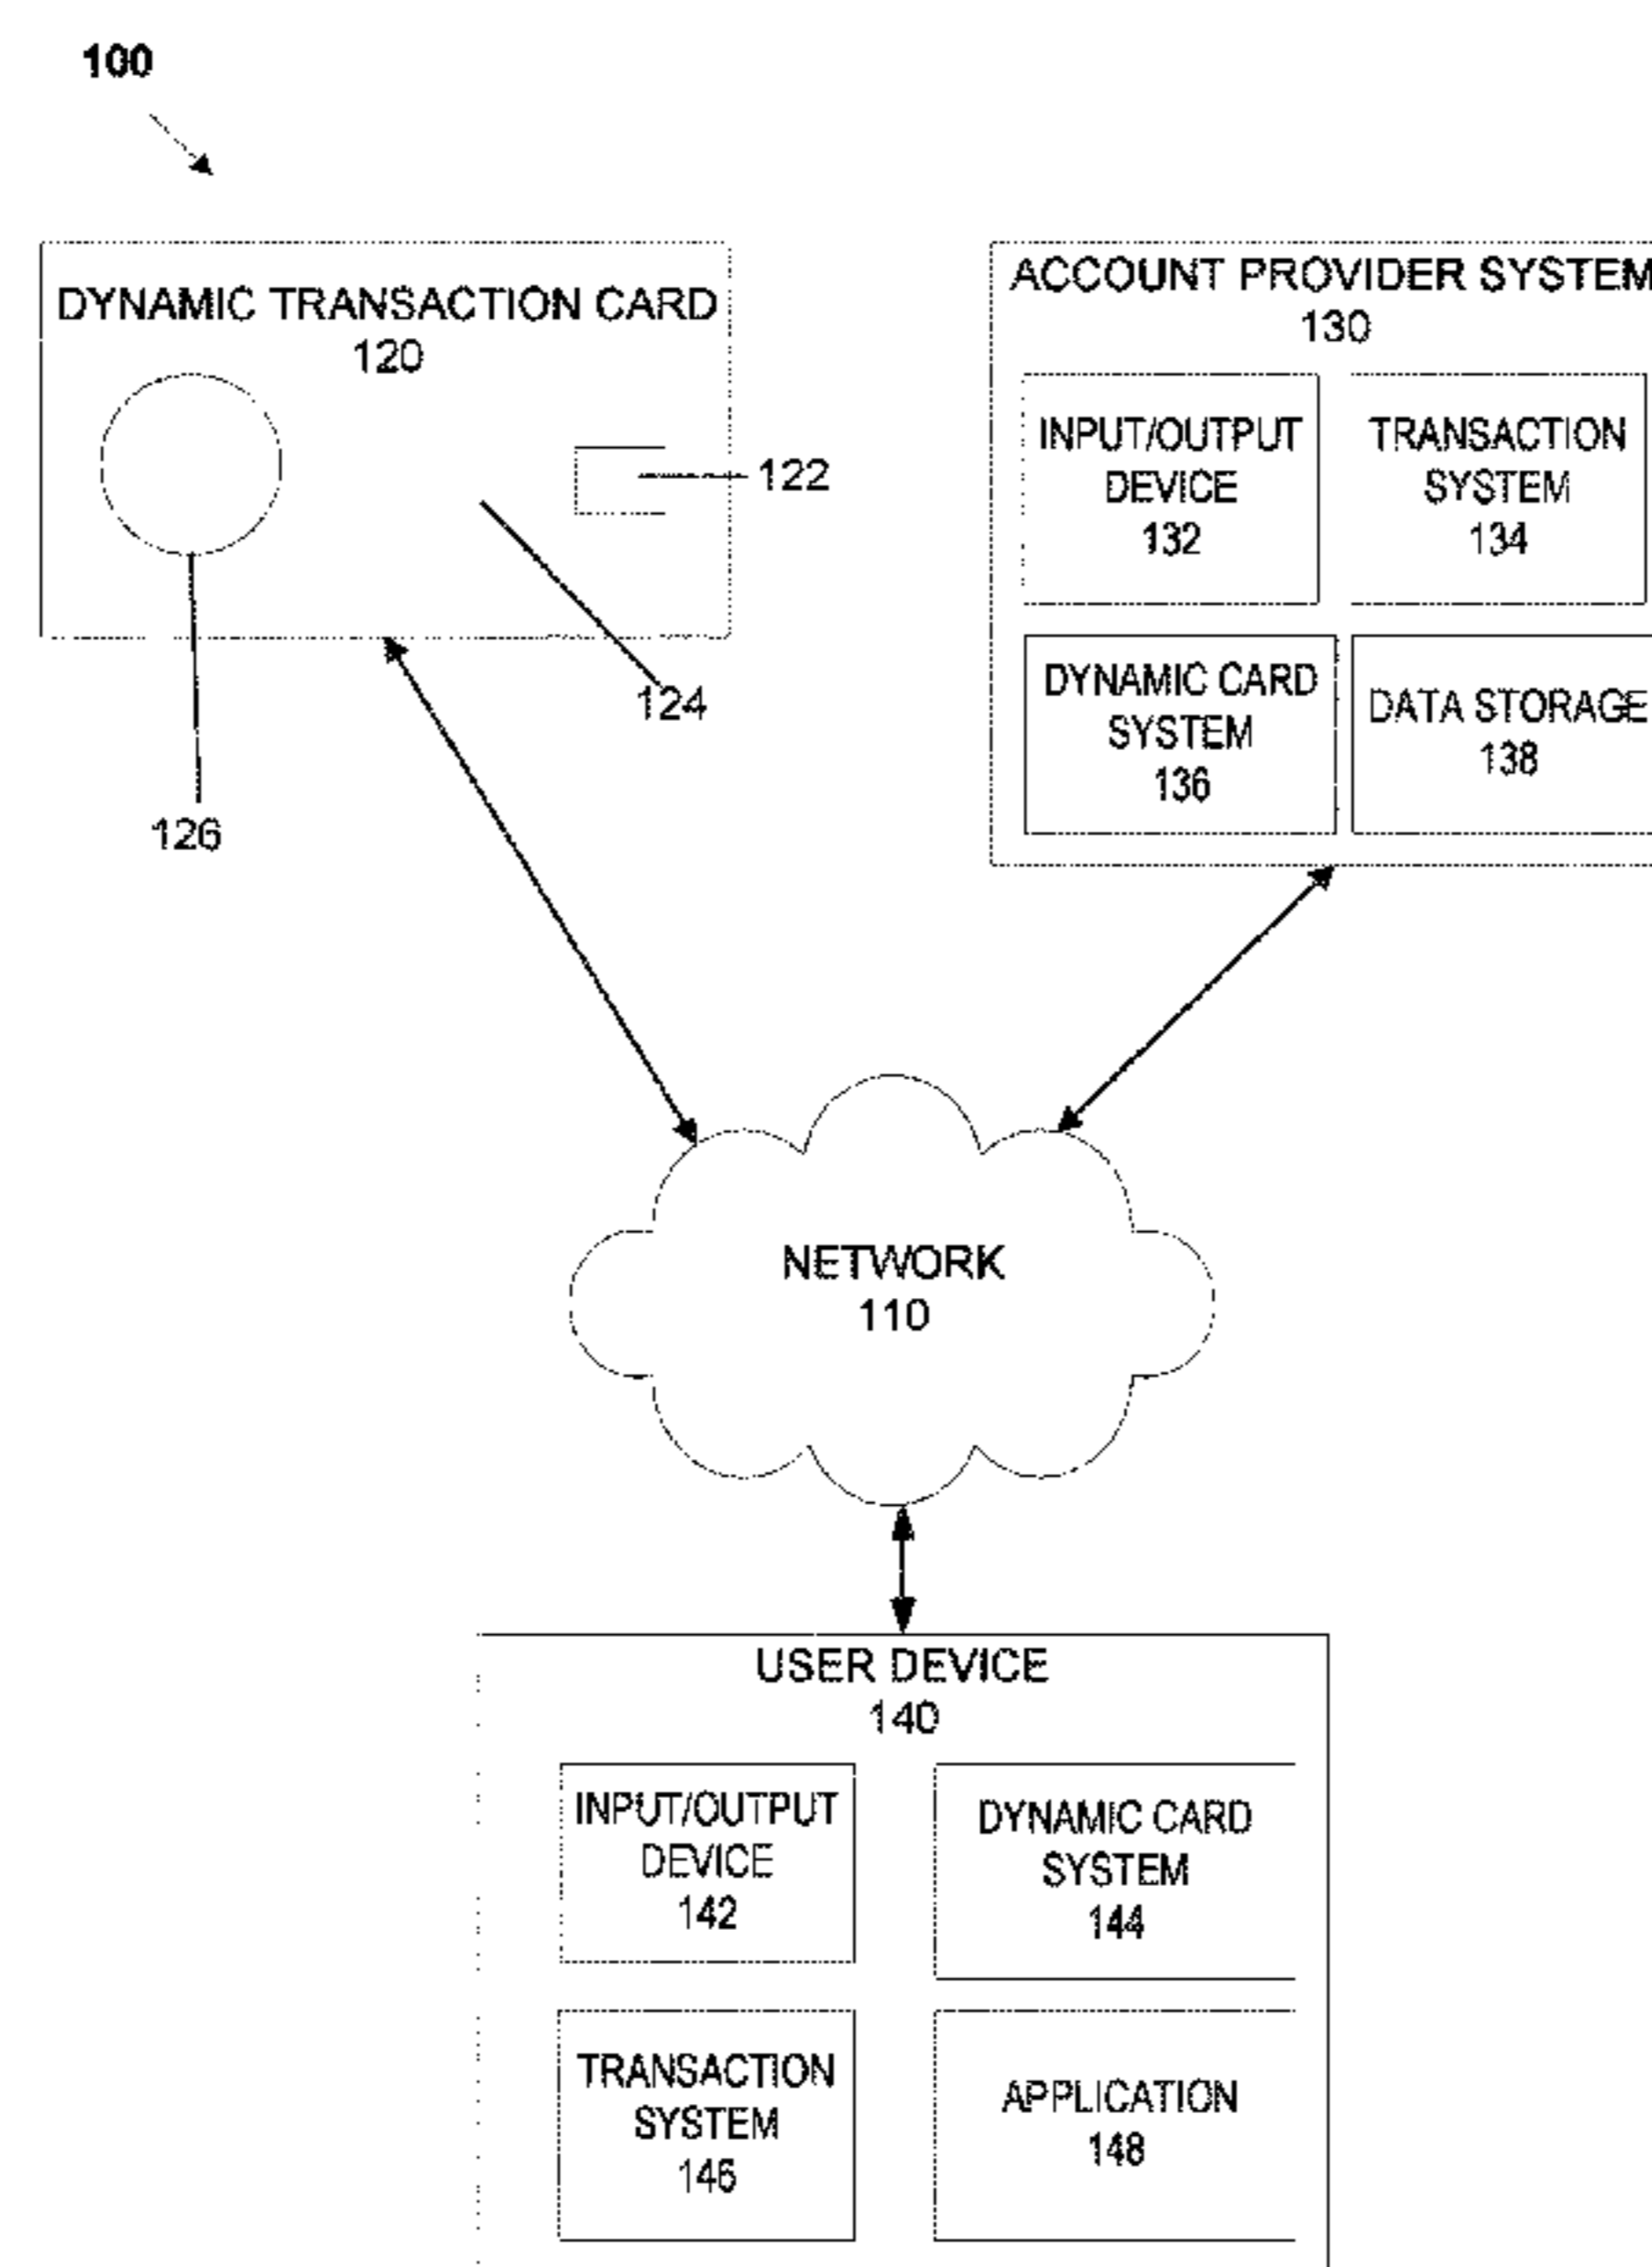 100
DYNAMIC TRANSACTION CARD
120
122
124
126
ACCOUNT PROVIDER SYSTEM
130
INPUT/OUTPUT
DEVICE
132
TRANSACTION
SYSTEM
134
DYNAMIC CARD
SYSTEM
136
DATA STORAGE
138
NETWORK
110
USER DEVICE
140
INPUT/OUTPUT
DEVICE
142
DYNAMIC CARD
SYSTEM
144
TRANSACTION
SYSTEM
146
APPLICATION
148